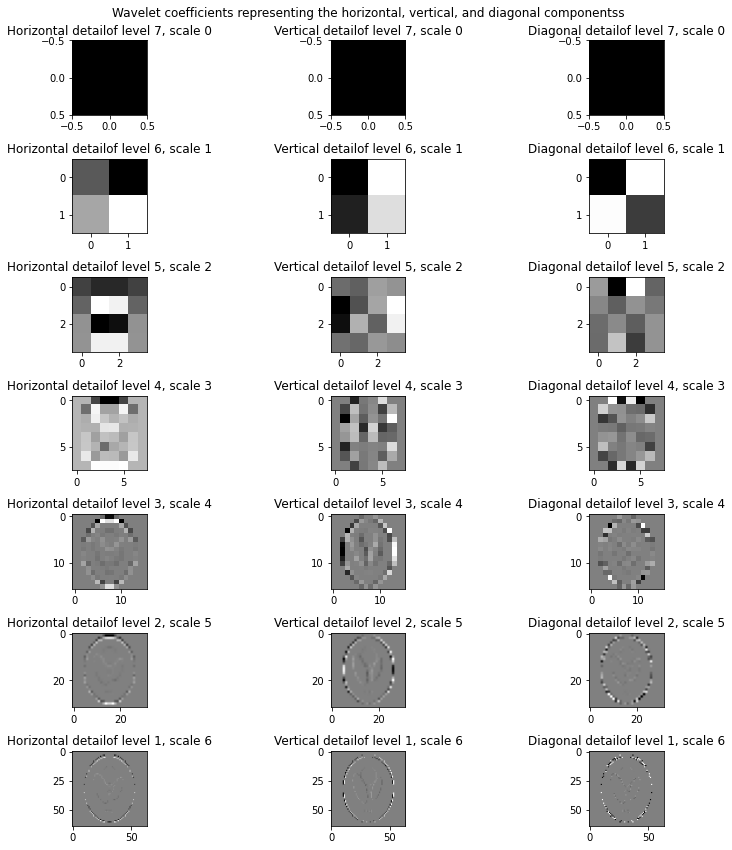 Wavelet coefficients representing the horizontal, vertical, and diagonal componentss
Horizontal detailof level 7, scale 0 Vertical detailof level 7, scale 0 Diagonal detailof level 7, scale 0
−0.5 −0.5 −0.5
0.0 0.0 0.0
0.5 0.5 0.5
−0.5 0.0 0.5 −0.5 0.0 0.5 −0.5 0.0 0.5
Horizontal detailof level 6, scale 1 Vertical detailof level 6, scale 1 Diagonal detailof level 6, scale 1
0 0 0
1 1 1
0 1 0 1 0 1
Horizontal detailof level 5, scale 2 Vertical detailof level 5, scale 2 Diagonal detailof level 5, scale 2
0 0 0
2 2 2
0 2 0 2 0 2
Horizontal detailof level 4, scale 3 Vertical detailof level 4, scale 3 Diagonal detailof level 4, scale 3
0 0 0
5 5 5
0 5 0 5 0 5
Horizontal detailof level 3, scale 4 Vertical detailof level 3, scale 4 Diagonal detailof level 3, scale 4
0 0 0
10 10 10
0 10 0 10 0 10
Horizontal detailof level 2, scale 5 Vertical detailof level 2, scale 5 Diagonal detailof level 2, scale 5
0 0 0
20 20 20
0 20 0 20 0 20
Horizontal detailof level 1, scale 6 Vertical detailof level 1, scale 6 Diagonal detailof level 1, scale 6
0 0 0
25 25 25
50 50 50
0 50 0 50 0 50